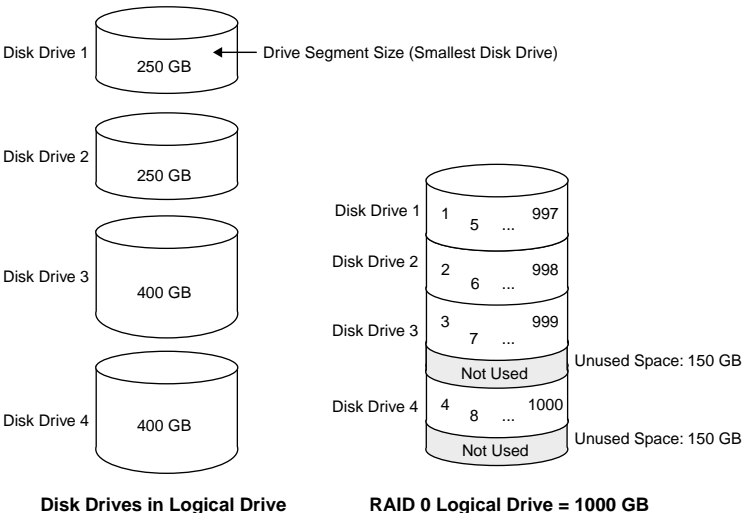 Disk Drive 1
250 GB
Drive Segment Size (Smallest Disk Drive)
Disk Drive 2
250 GB
Disk Drive 3
400 GB
Disk Drive 4
400 GB
Disk Drives in Logical Drive
Disk Drive 1
1 5 ... 997
Disk Drive 2
2 6 ... 998
Disk Drive 3
3 7 ... 999
Not Used
Unused Space: 150 GB
Disk Drive 4
4 8 ... 1000
Not Used
Unused Space: 150 GB
RAID 0 Logical Drive = 1000 GB